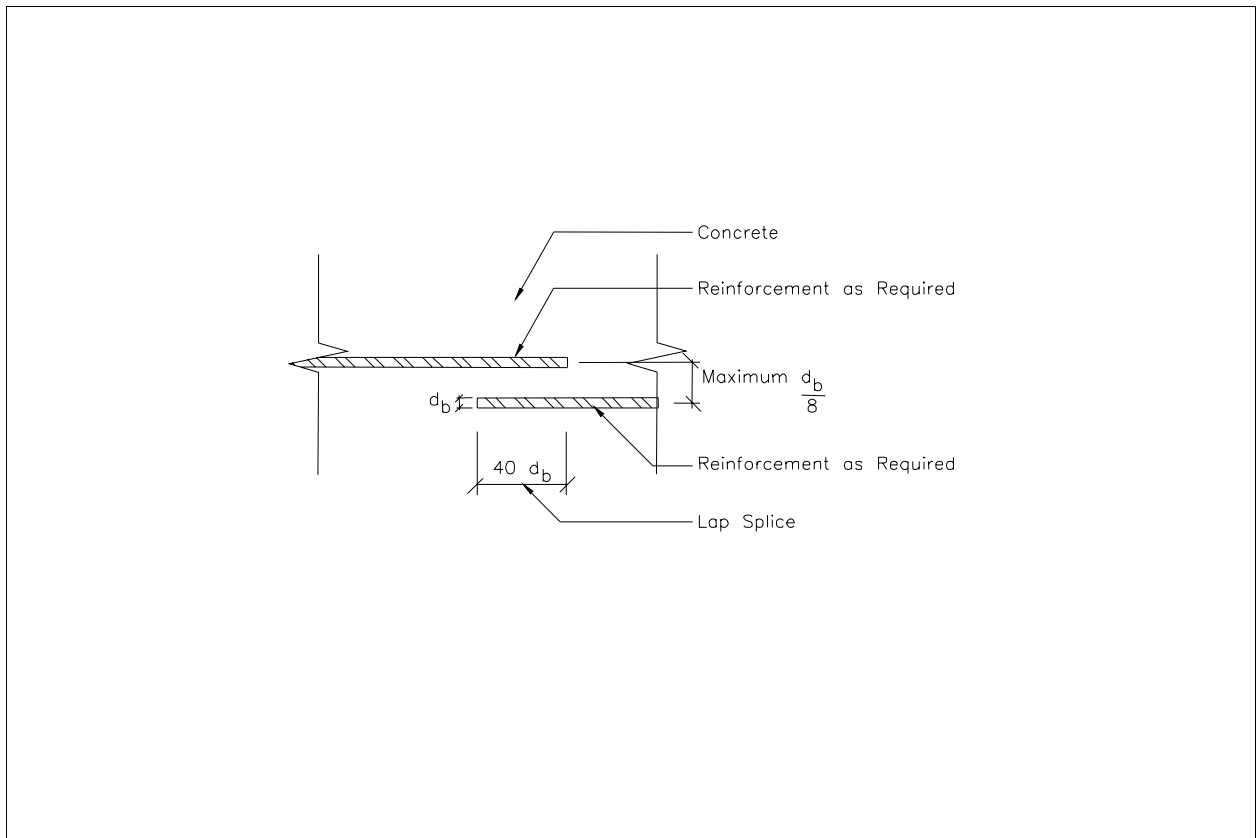 Concrete
Reinforcement as Required
Maximum d_b
8
d_b
Reinforcement as Required
40 d_b
Lap Splice